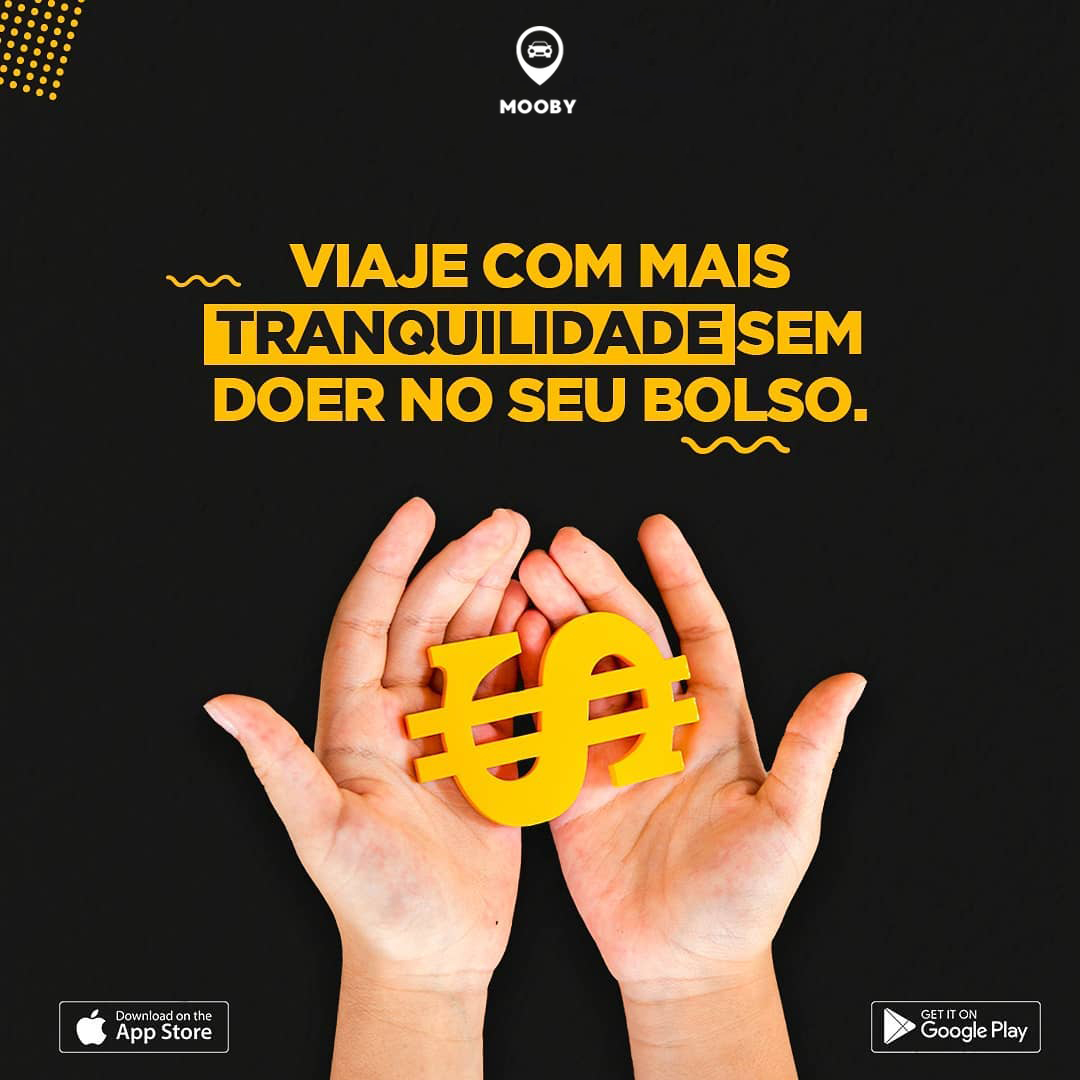 MOOBY
VIAJE COM MAIS
TRANQUILIDADE SEM
DOER NO SEU BOLSO.
Download on the
App Store
GET IT ON
Google Play